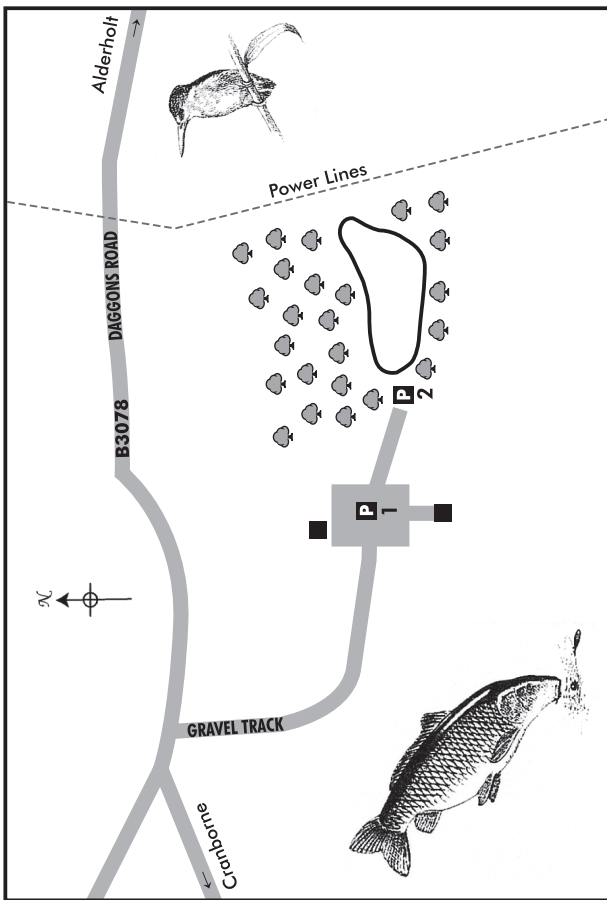 Alderholt →
Power Lines
DAGGONS ROAD
B3078
P
2
P
1
N
GRAVEL TRACK
← Cranborne